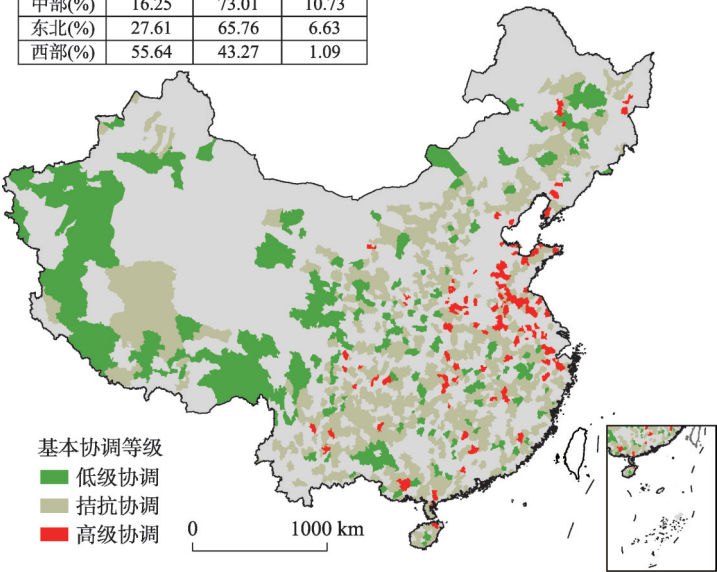 中部(%) 16.25 73.01 10.73
东北(%) 27.61 65.76 6.63
西部(%) 55.64 43.27 1.09
基本协调等级
低级协调
拮抗协调
高级协调
0 1000 km